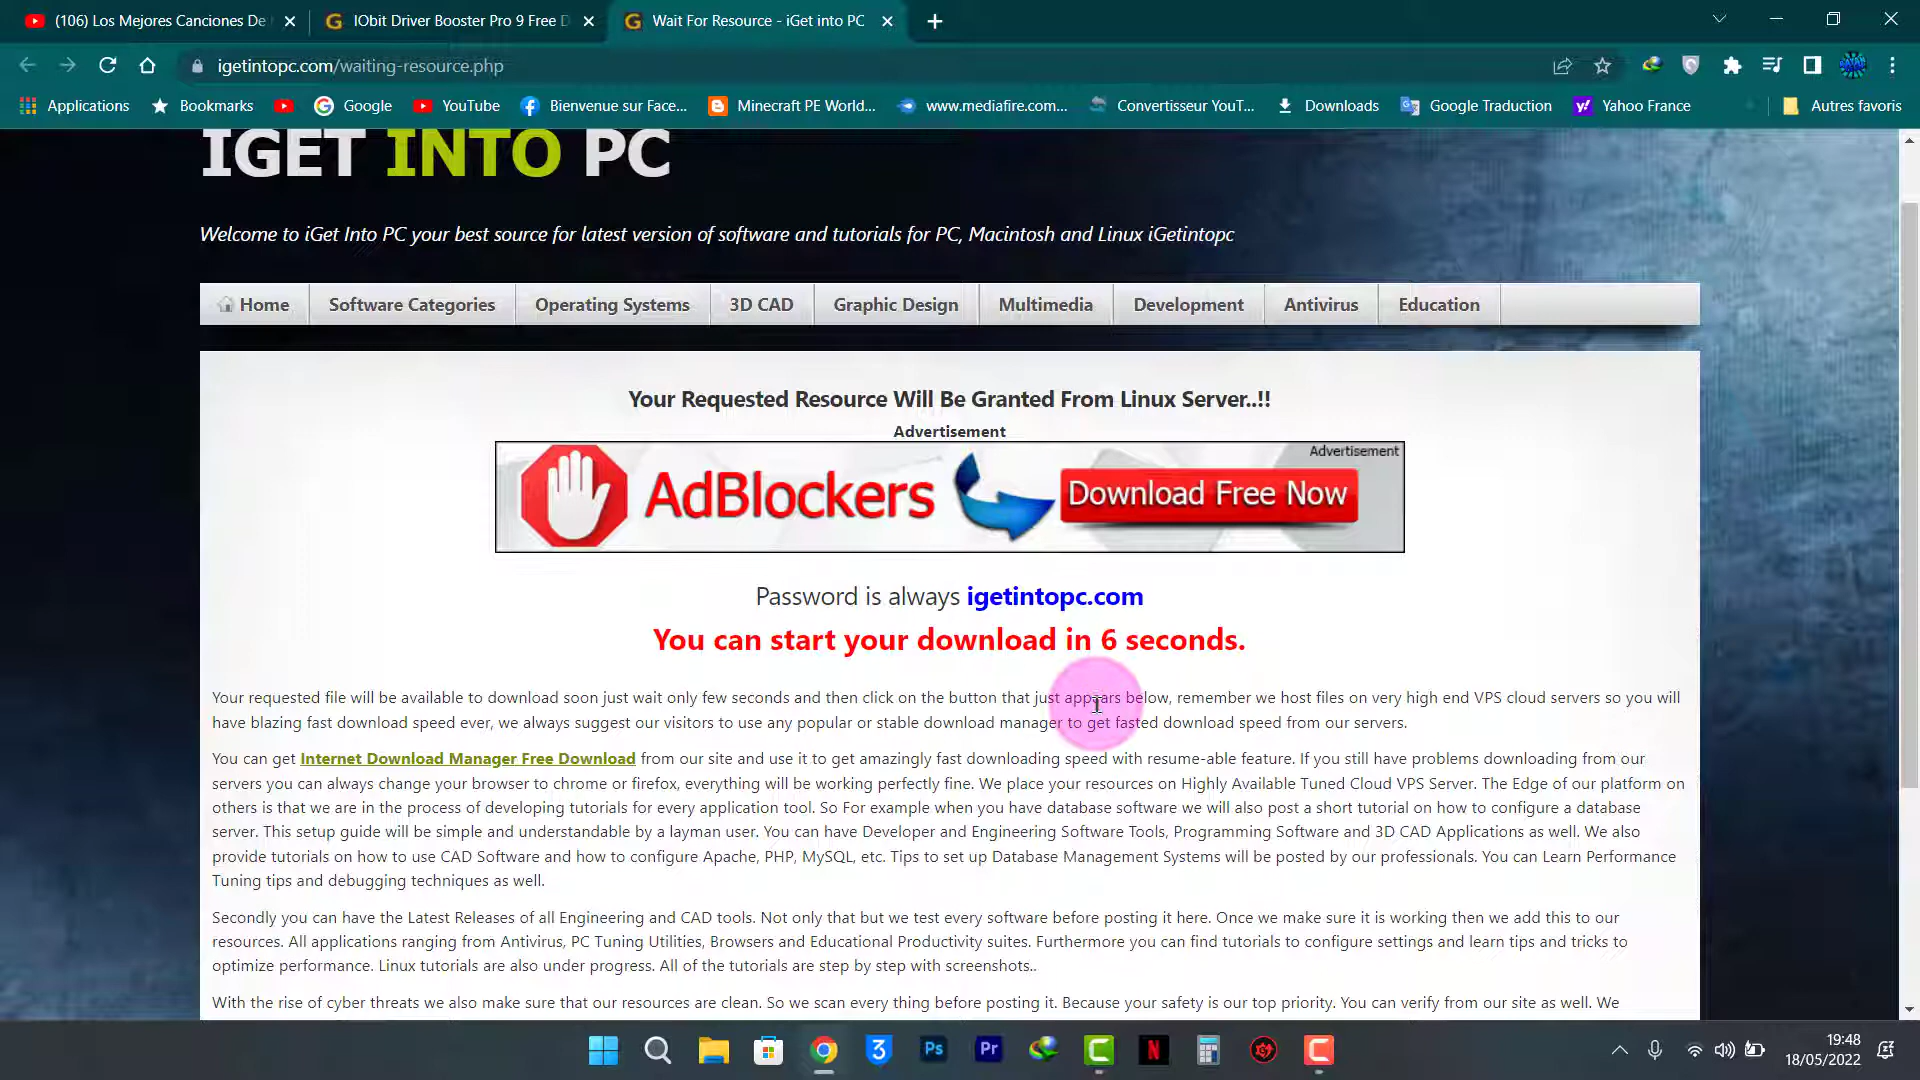 (106) Los Mejores Canciones De
IObit Driver Booster Pro 9 Free D
Wait For Resource - iGet into PC
igetintopc.com/waiting-resource.php
Applications
Bookmarks
Google
YouTube
Bienvenue sur Face...
Minecraft PE World...
www.mediafire.com...
Convertisseur YouT...
Downloads
Google Traduction
Yahoo France
Autres favoris
IGET INTO PC
Welcome to iGet Into PC your best source for latest version of software and tutorials for PC, Macintosh and Linux iGetintopc
Home
Software Categories
Operating Systems
3D CAD
Graphic Design
Multimedia
Development
Antivirus
Education
Your Requested Resource Will Be Granted From Linux Server..!!
Advertisement
Advertisement
AdBlockers
Download Free Now
Password is always igetintopc.com
You can start your download in 6 seconds.
Your requested file will be available to download soon just wait only few seconds and then click on the button that just appears below, remember we host files on very high end VPS cloud servers so you will
have blazing fast download speed ever, we always suggest our visitors to use any popular or stable download manager to get fasted download speed from our servers.
You can get Internet Download Manager Free Download from our site and use it to get amazingly fast downloading speed with resume-able feature. If you still have problems downloading from our
servers you can always change your browser to chrome or firefox, everything will be working perfectly fine. We place your resources on Highly Available Tuned Cloud VPS Server. The Edge of our platform on
others is that we are in the process of developing tutorials for every application tool. So For example when you have database software we will also post a short tutorial on how to configure a database
server. This setup guide will be simple and understandable by a layman user. You can have Developer and Engineering Software Tools, Programming Software and 3D CAD Applications as well. We also
provide tutorials on how to use CAD Software and how to configure Apache, PHP, MySQL, etc. Tips to set up Database Management Systems will be posted by our professionals. You can Learn Performance
Tuning tips and debugging techniques as well.
Secondly you can have the Latest Releases of all Engineering and CAD tools. Not only that but we test every software before posting it here. Once we make sure it is working then we add this to our
resources. All applications ranging from Antivirus, PC Tuning Utilities, Browsers and Educational Productivity suites. Furthermore you can find tutorials to configure settings and learn tips and tricks to
optimize performance. Linux tutorials are also under progress. All of the tutorials are step by step with screenshots..
With the rise of cyber threats we also make sure that our resources are clean. So we scan every thing before posting it. Because your safety is our top priority. You can verify from our site as well. We
3
Ps
Pr
N
19:48
18/05/2022